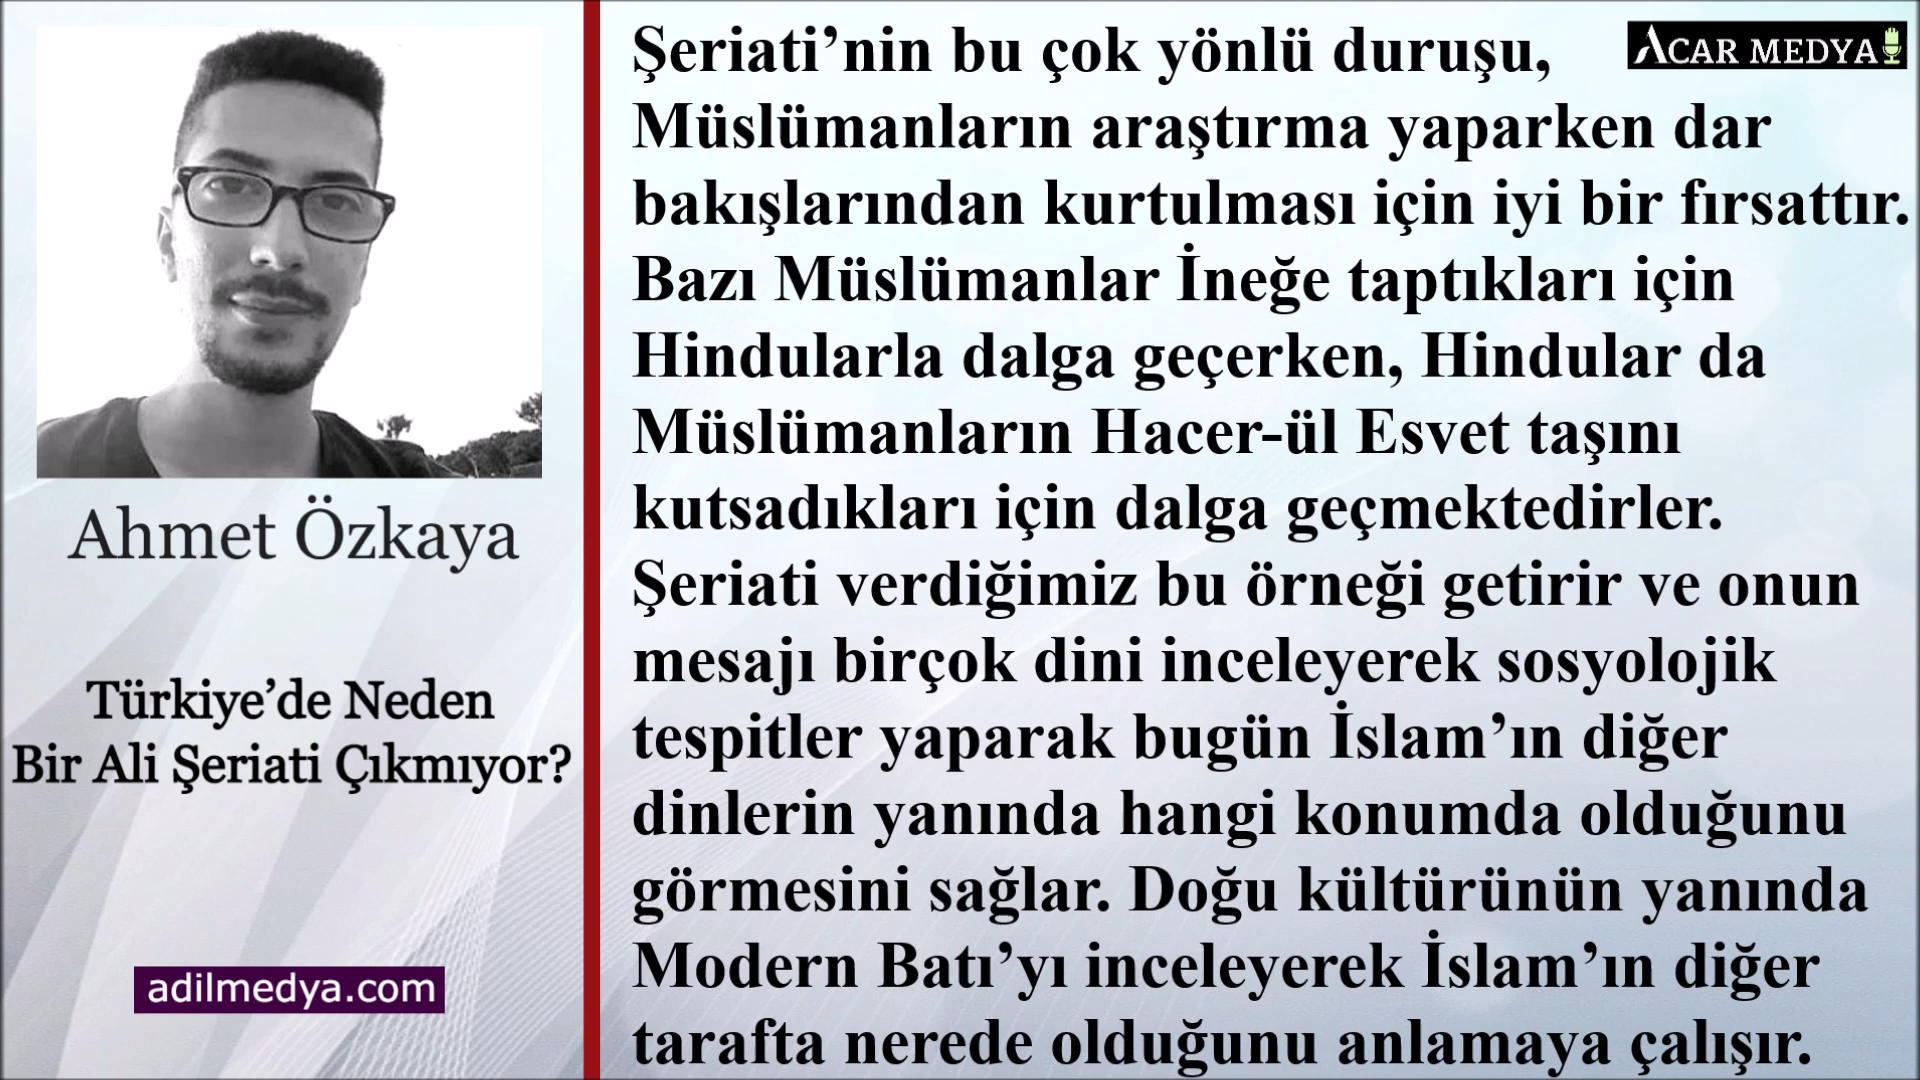 Ahmet Özkaya
Türkiye’de Neden
Bir Ali Şeriati Çıkmıyor?
adilmedya.com
ACAR MEDYA
Şeriati’nin bu çok yönlü duruşu,
Müslümanların araştırma yaparken dar
bakışlarından kurtulması için iyi bir fırsattır.
Bazı Müslümanlar İneğe taptıkları için
Hindularla dalga geçerken, Hindular da
Müslümanların Hacer-ül Esvet taşını
kutsadıkları için dalga geçmektedirler.
Şeriati verdiğimiz bu örneği getirir ve onun
mesajı birçok dini inceleyerek sosyolojik
tespitler yaparak bugün İslam’ın diğer
dinlerin yanında hangi konumda olduğunu
görmesini sağlar. Doğu kültürünün yanında
Modern Batı’yı inceleyerek İslam’ın diğer
tarafta nerede olduğunu anlamaya çalışır.